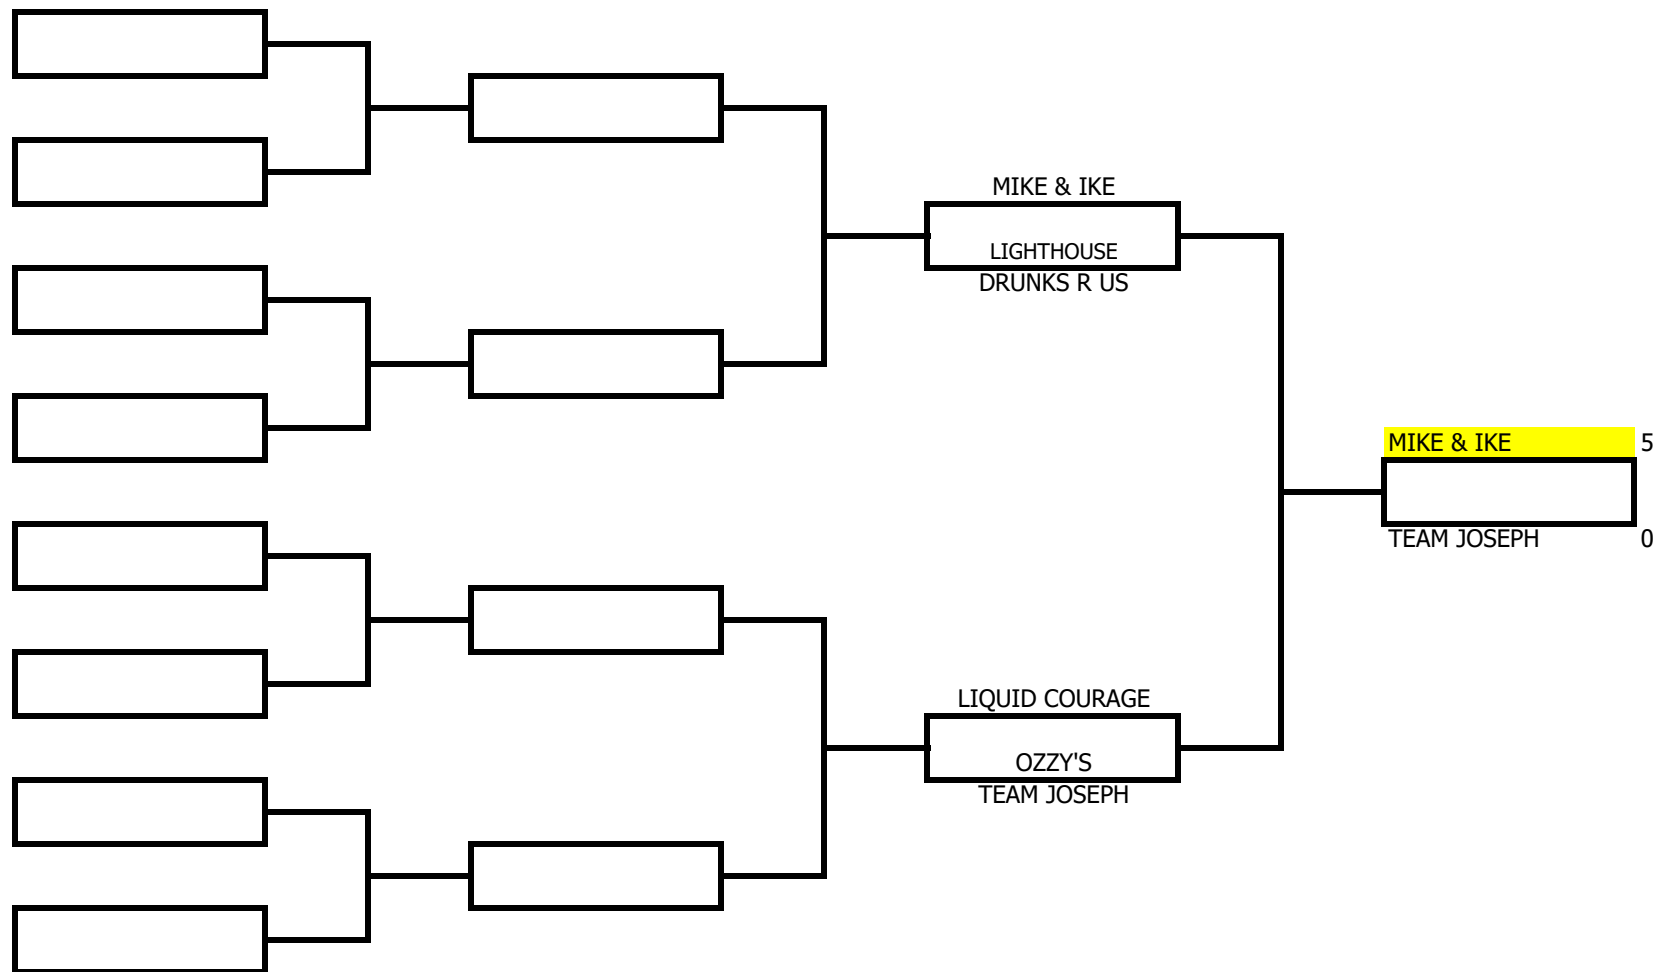 MIKE & IKE
LIGHTHOUSE
DRUNKS R US
MIKE & IKE 5
TEAM JOSEPH 0
LIQUID COURAGE
OZZY'S
TEAM JOSEPH